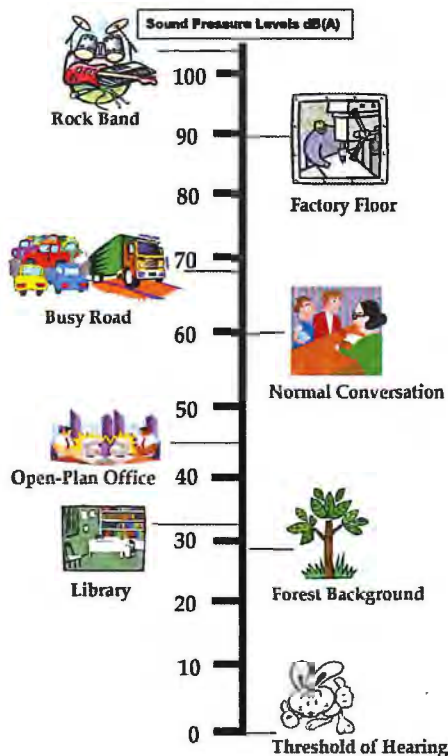 Sound Pressure Levels dB(A)
100
Rock Band
90
Factory Floor
80
70
Busy Road
60
Normal Conversation
50
Open-Plan Office
40
30
Library
Forest Background
20
10
0
Threshold of Hearing